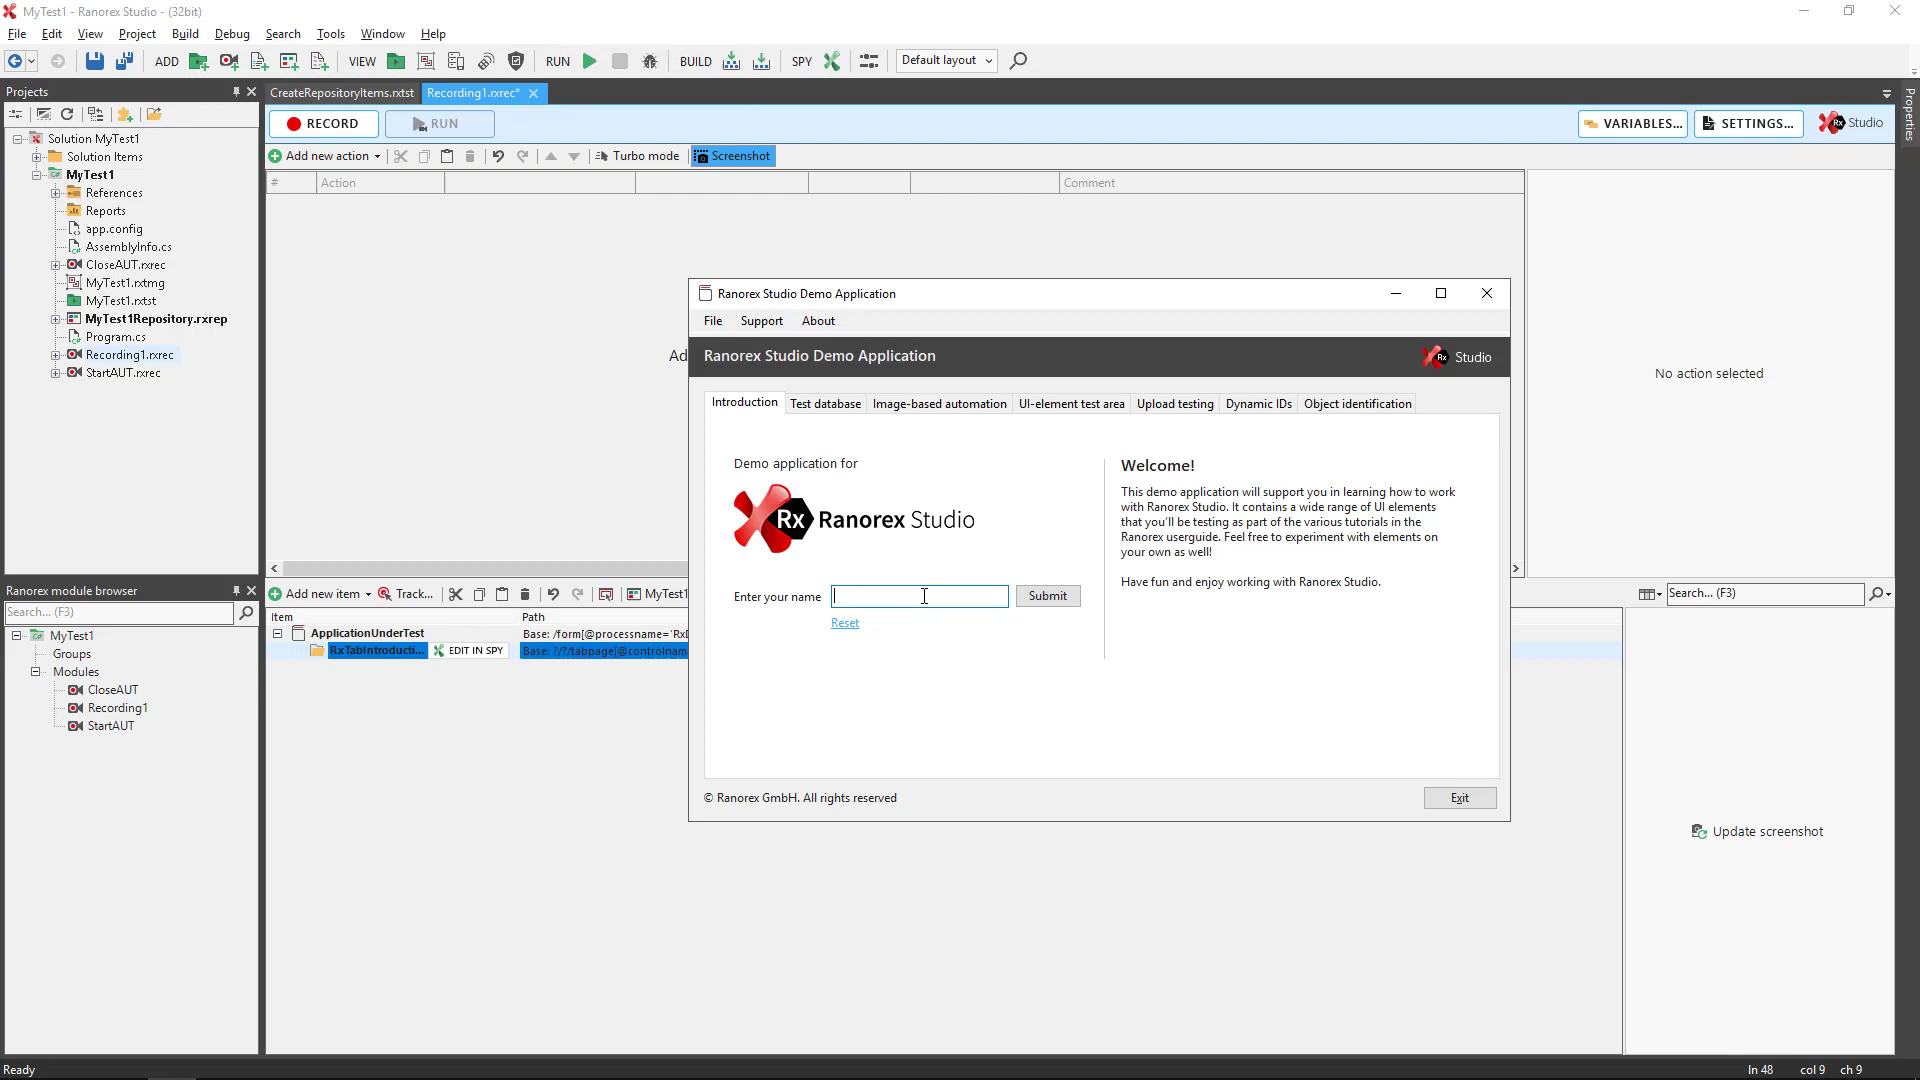 MyTest1 - Ranorex Studio - (32bit)
File Edit View Project Build Debug Search Tools Window Help
ADD VIEW RUN BUILD SPY Default layout
Projects
CreateRepositoryItems.rxtst Recording1.rxrec*
Properties
RECORD RUN VARIABLES... SETTINGS... Rx Studio
Add new action Turbo mode Screenshot
# Action Comment
Solution MyTest1
Solution Items
MyTest1
References
Reports
app.config
AssemblyInfo.cs
CloseAUT.rxrec
MyTest1.rxtmg
MyTest1.rxtst
MyTest1Repository.rxrep
Program.cs
Recording1.rxrec
StartAUT.rxrec
Ad
No action selected
Ranorex Studio Demo Application
File Support About
Ranorex Studio Demo Application
Rx Studio
Introduction Test database Image-based automation UI-element test area Upload testing Dynamic IDs Object identification
Demo application for
Rx Ranorex Studio
Enter your name Submit
Reset
Welcome!
This demo application will support you in learning how to work
with Ranorex Studio. It contains a wide range of UI elements
that you'll be testing as part of the various tutorials in the
Ranorex userguide. Feel free to experiment with elements on
your own as well!
Have fun and enjoy working with Ranorex Studio.
© Ranorex GmbH. All rights reserved
Exit
Ranorex module browser
Search... (F3)
MyTest1
Groups
Modules
CloseAUT
Recording1
StartAUT
Add new item Track... MyTest1
Search... (F3)
Item Path
ApplicationUnderTest Base: /form[@processname='RxD
RxTabIntroducti... EDIT IN SPY Base: ?/?/tabpage[@controlnam
Update screenshot
Ready
ln 48 col 9 ch 9